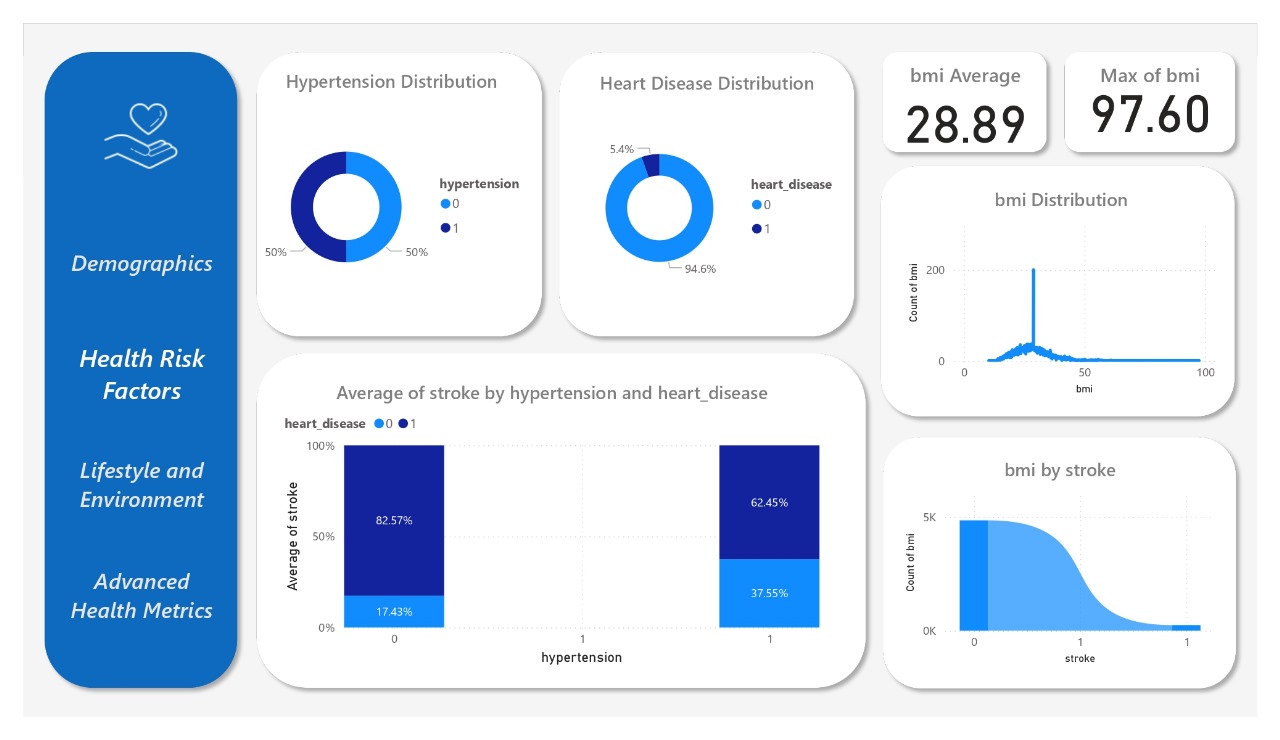 Demographics
Health Risk
Factors
Lifestyle and
Environment
Advanced
Health Metrics
Hypertension Distribution
50%
50%
hypertension
0
1
Heart Disease Distribution
5.4%
94.6%
heart_disease
0
1
bmi Average
28.89
Max of bmi
97.60
bmi Distribution
Count of bmi
200
0
0 50 100
bmi
Average of stroke by hypertension and heart_disease
heart_disease 0 1
Average of stroke
100%
50%
0%
82.57%
17.43%
62.45%
37.55%
0 1 1
hypertension
bmi by stroke
Count of bmi
5K
0K
0 1 1
stroke